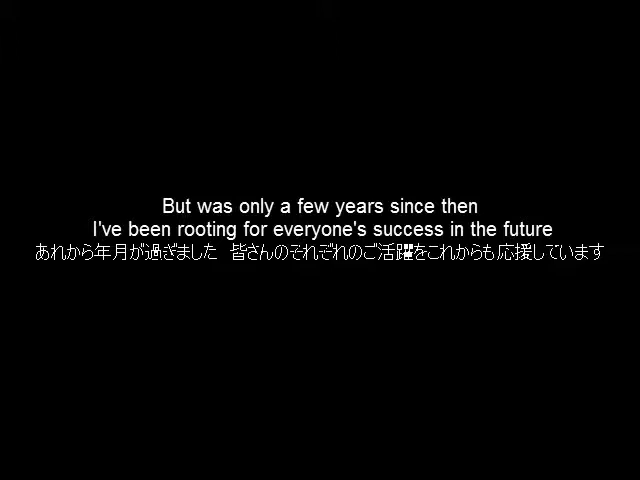 But was only a few years since then
I've been rooting for everyone's success in the future
あれから年月が過ぎました　皆さんのそれぞれのご活躍をこれからも応援しています